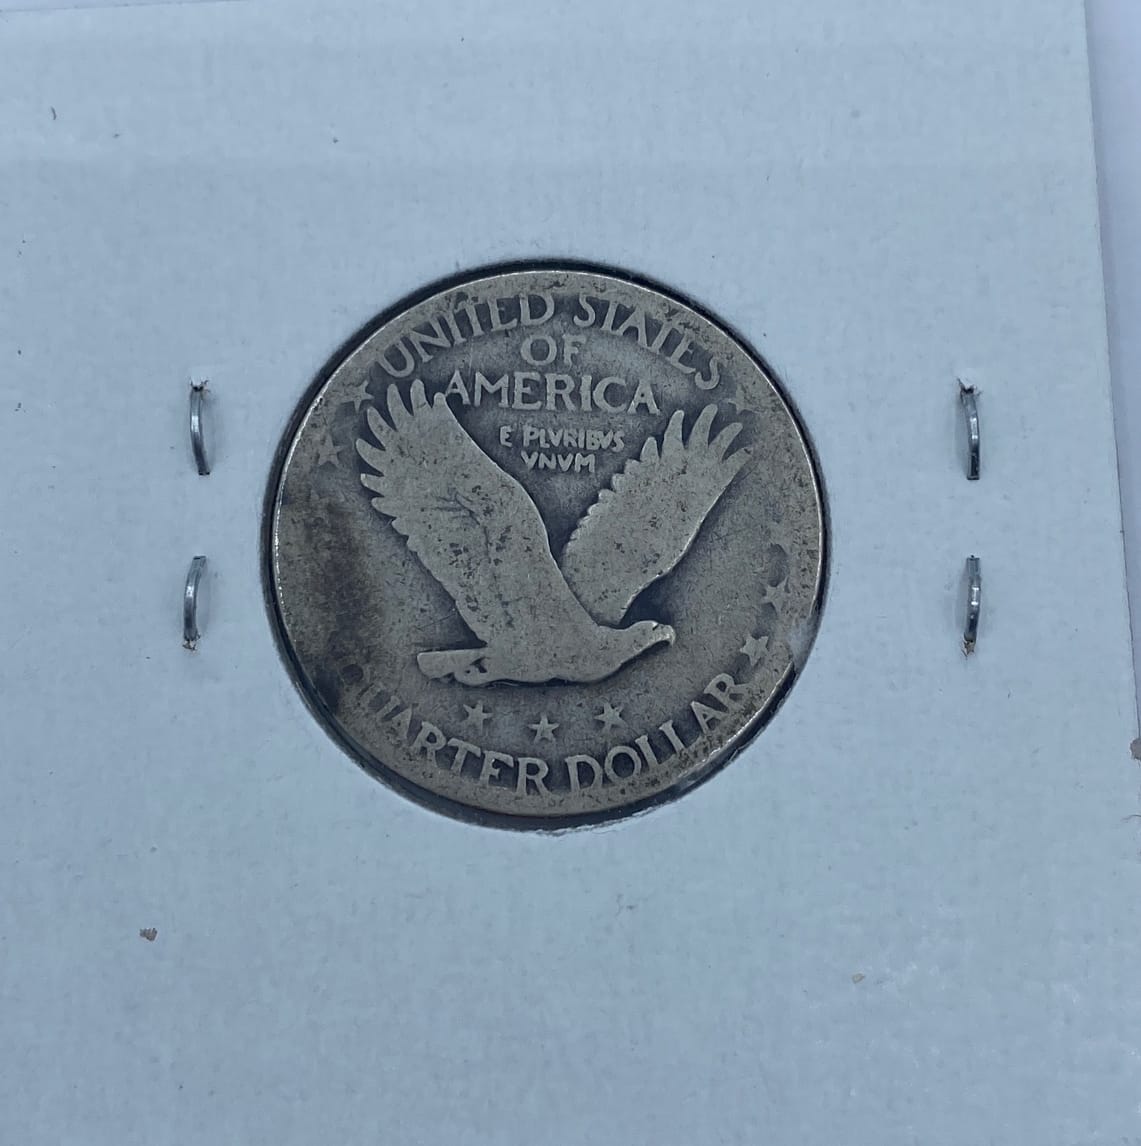 UNITED STATES
OF
AMERICA
E PLVRIBVS
VNVM
QUARTER DOLLAR